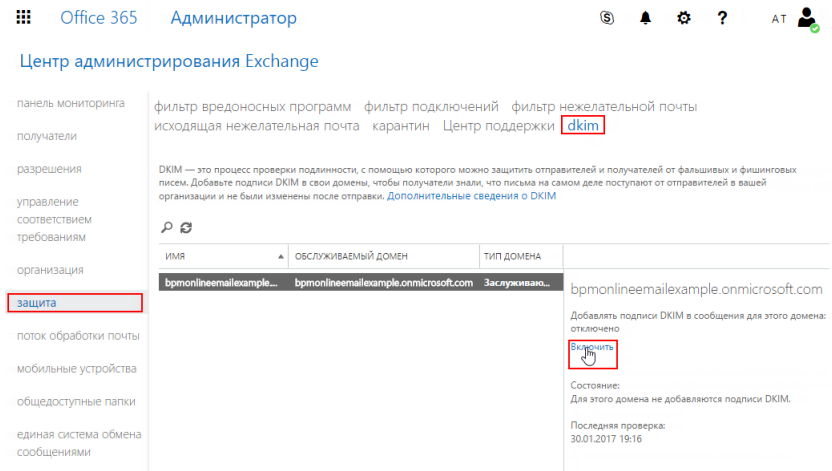 Office 365 Администратор
? AT
Центр администрирования Exchange
панель мониторинга
получатели
разрешения
управление
соответствием
требованиям
организация
защита
поток обработки почты
мобильные устройства
общедоступные папки
единая система обмена
сообщениями
фильтр вредоносных программ фильтр подключений фильтр нежелательной почты
исходящая нежелательная почта карантин Центр поддержки dkim
DKIM — это процесс проверки подлинности, с помощью которого можно защитить отправителей и получателей от фальшивых и фишинговых
писем. Добавьте подписи DKIM в свои домены, чтобы получатели знали, что письма на самом деле поступают от отправителей в вашей
организации и не были изменены после отправки. Дополнительные сведения о DKIM
ИМЯ ОБСЛУЖИВАЕМЫЙ ДОМЕН ТИП ДОМЕНА
bpmonlineemailexample.... bpmonlineemailexample.onmicrosoft.com Заслуживаю...
bpmonlineemailexample.onmicrosoft.com
Добавлять подписи DKIM в сообщения для этого домена:
отключено
Включить
Состояние:
Для этого домена не добавляются подписи DKIM.
Последняя проверка:
30.01.2017 19:16